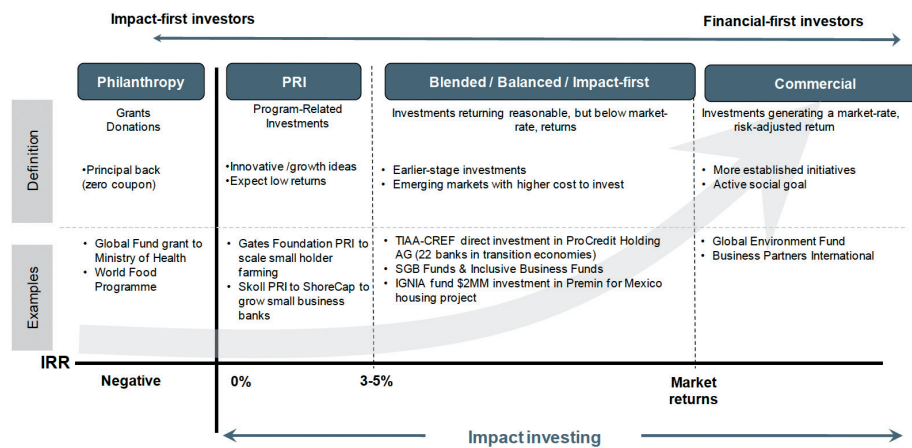 Impact-first investors
Financial-first investors
Philanthropy
PRI
Blended / Balanced / Impact-first
Commercial
Definition
Grants
Donations
•Principal back
(zero coupon)
Program-Related
Investments
•Innovative /growth ideas
•Expect low returns
Investments returning reasonable, but below market-
rate, returns
• Earlier-stage investments
• Emerging markets with higher cost to invest
Investments generating a market-rate,
risk-adjusted return
• More established initiatives
• Active social goal
Examples
• Global Fund grant to
Ministry of Health
• World Food
Programme
• Gates Foundation PRI to
scale small holder
farming
• Skoll PRI to ShoreCap to
grow small business
banks
• TIAA-CREF direct investment in ProCredit Holding
AG (22 banks in transition economies)
• SGB Funds & Inclusive Business Funds
• IGNIA fund $2MM investment in Premin for Mexico
housing project
• Global Environment Fund
• Business Partners International
IRR
Negative
0%
3-5%
Market
returns
Impact investing